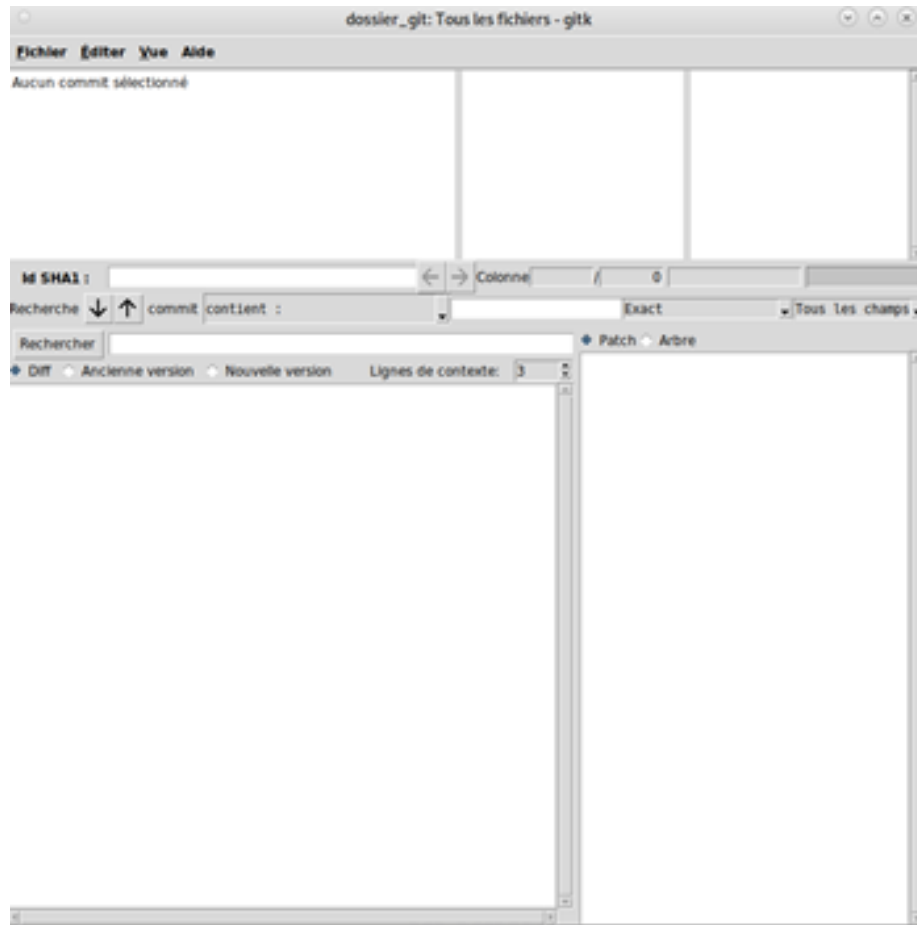 dossier_git: Tous les fichiers - gitk
Fichier Éditer Vue Aide
Aucun commit sélectionné
Id SHA1 : Colonne / 0
Recherche commit contient : Exact Tous les champs
Rechercher Patch Arbre
Diff Ancienne version Nouvelle version Lignes de contexte: 3